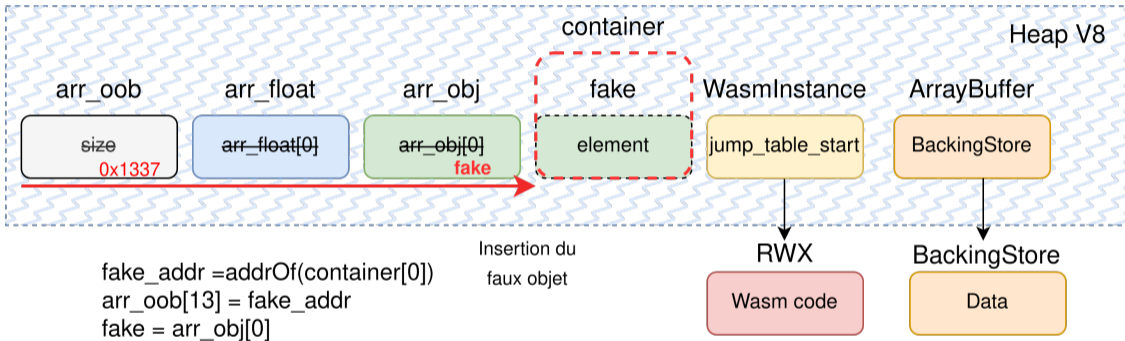 container
Heap V8
arr_oob
arr_float
arr_obj
fake
WasmInstance
ArrayBuffer
size
0x1337
arr_float[0]
arr_obj[0]
fake
element
jump_table_start
BackingStore
Insertion du
faux objet
RWX
BackingStore
fake_addr =addrOf(container[0])
arr_oob[13] = fake_addr
fake = arr_obj[0]
Wasm code
Data